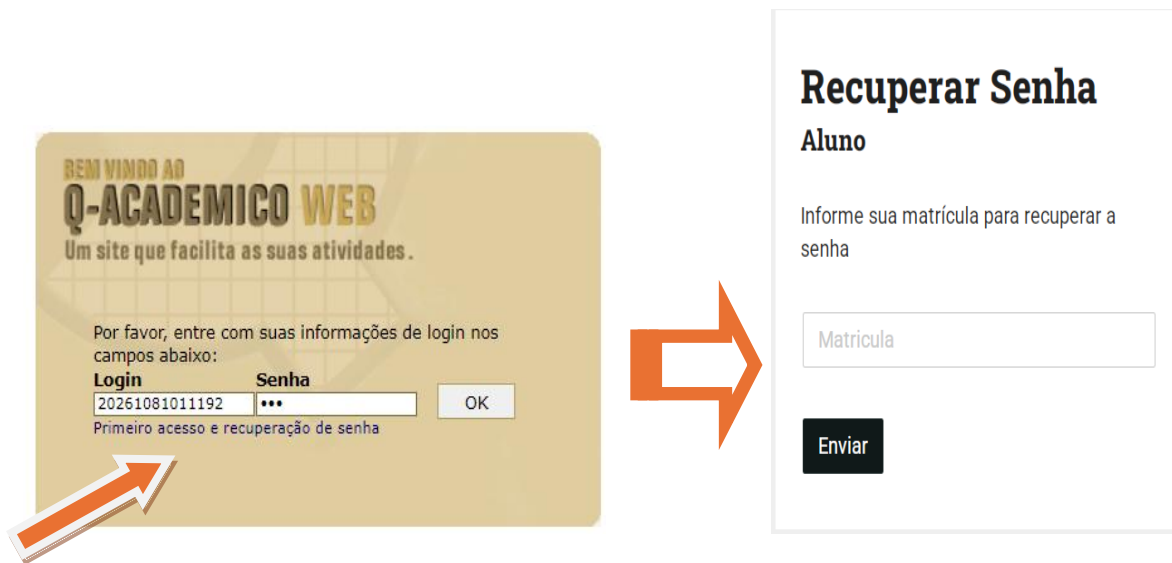 BEM VINDO AO
Q-ACADEMICO WEB
Um site que facilita as suas atividades.
Por favor, entre com suas informações de login nos
campos abaixo:
Login Senha
20261081011192 ••• OK
Primeiro acesso e recuperação de senha
Recuperar Senha
Aluno
Informe sua matrícula para recuperar a
senha
Matricula
Enviar